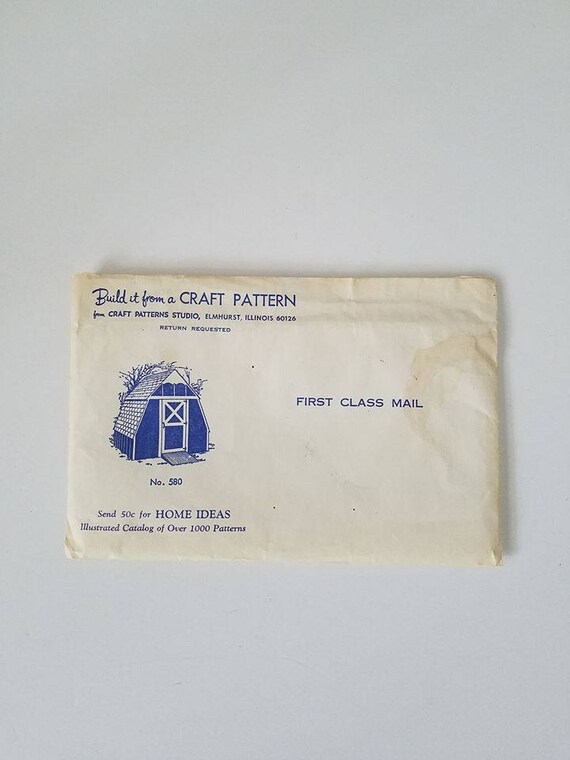 Build it from a CRAFT PATTERN
from CRAFT PATTERNS STUDIO, ELMHURST, ILLINOIS 60126
RETURN REQUESTED
FIRST CLASS MAIL
No. 580
Send 50c for HOME IDEAS
Illustrated Catalog of Over 1000 Patterns